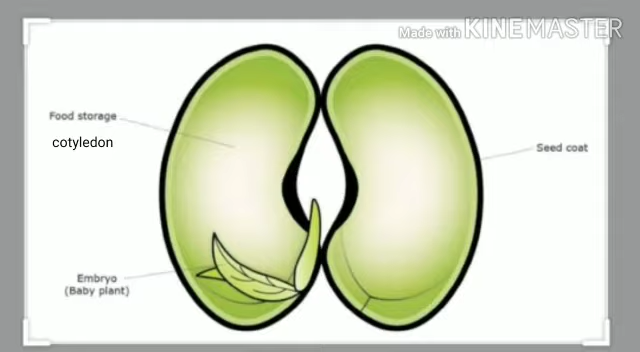 Made with KINEMASTER
Food storage
cotyledon
Seed coat
Embryo
(Baby plant)